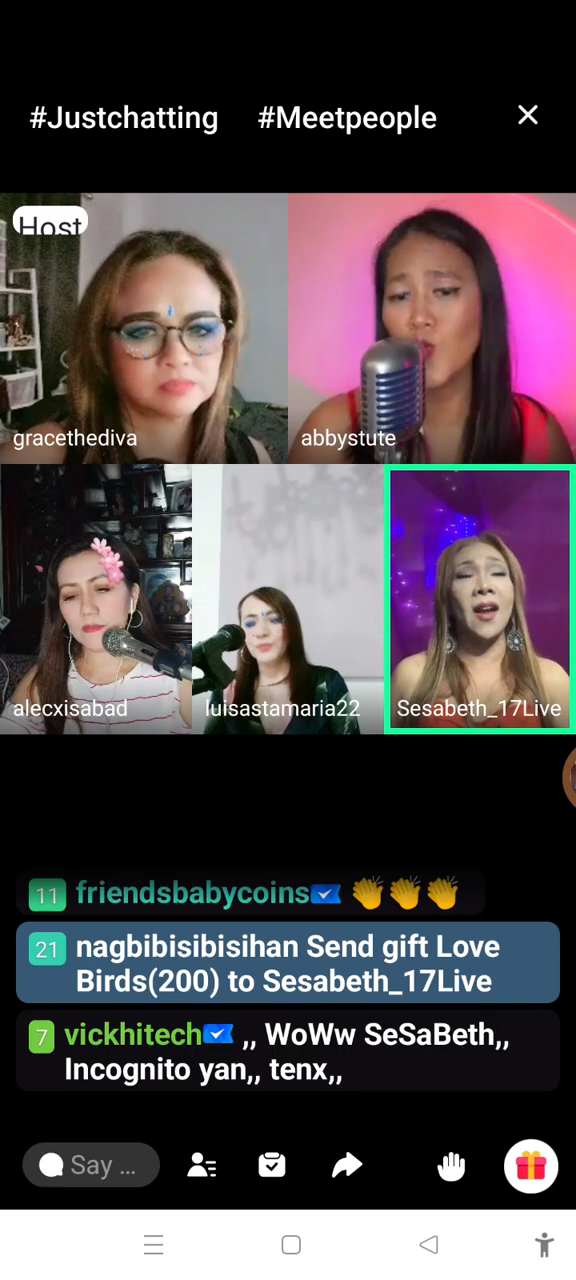 #Justchatting #Meetpeople
Host
gracethediva
abbystute
alecxisabad
luisastamaria22
Sesabeth_17Live
11 friendsbabycoins 👏👏👏
21 nagbibisibisihan Send gift Love
Birds(200) to Sesabeth_17Live
7 vickhitech ,, WoWw SeSaBeth,,
Incognito yan,, tenx,,
Say ...